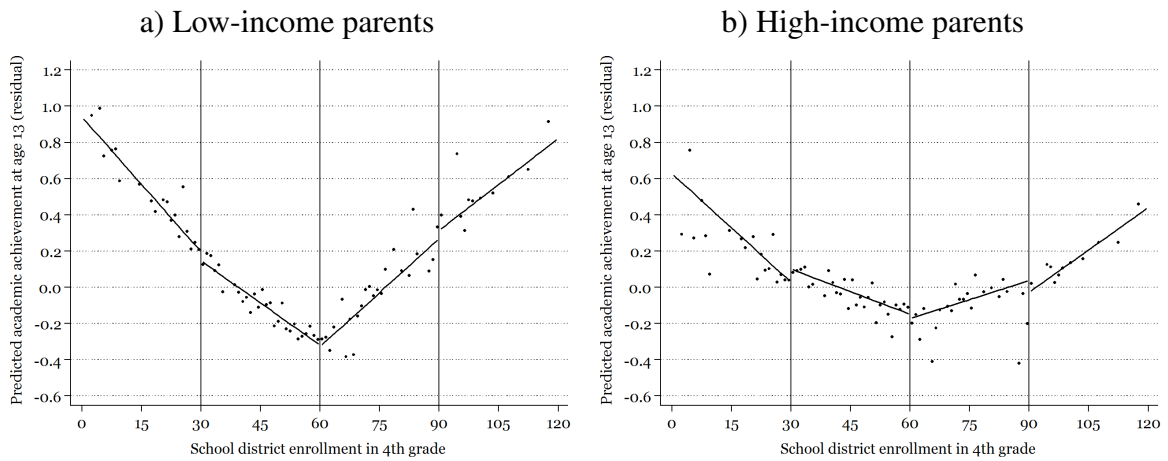 a) Low-income parents
Predicted academic achievement at age 13 (residual)
1.2
1.0
0.8
0.6
0.4
0.2
0.0
-0.2
-0.4
-0.6
0 15 30 45 60 75 90 105 120
School district enrollment in 4th grade
b) High-income parents
Predicted academic achievement at age 13 (residual)
1.2
1.0
0.8
0.6
0.4
0.2
0.0
-0.2
-0.4
-0.6
0 15 30 45 60 75 90 105 120
School district enrollment in 4th grade